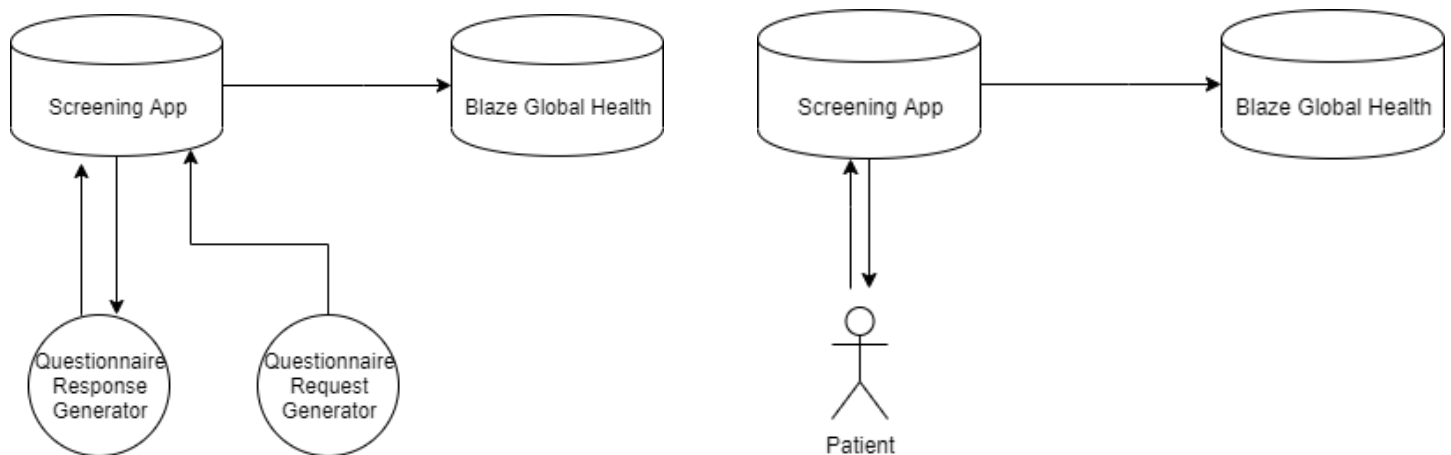 Screening App
Blaze Global Health
Screening App
Blaze Global Health
Questionnaire
Response
Generator
Questionnaire
Request
Generator
Patient